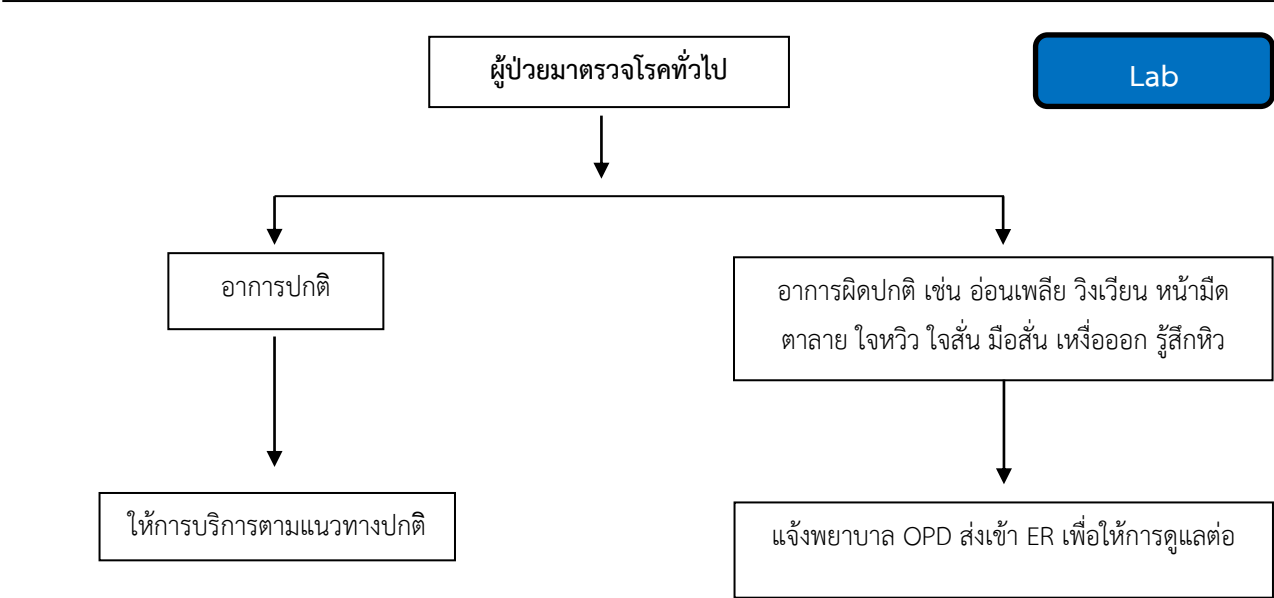 ผู้ป่วยมาตรวจโรคทั่วไป
Lab
อาการปกติ
อาการผิดปกติ เช่น อ่อนเพลีย วิงเวียน หน้ามืด
ตาลาย ใจหวิว ใจสั่น มือสั่น เหงื่อออก รู้สึกหิว
ให้การบริการตามแนวทางปกติ
แจ้งพยาบาล OPD ส่งเข้า ER เพื่อให้การดูแลต่อ